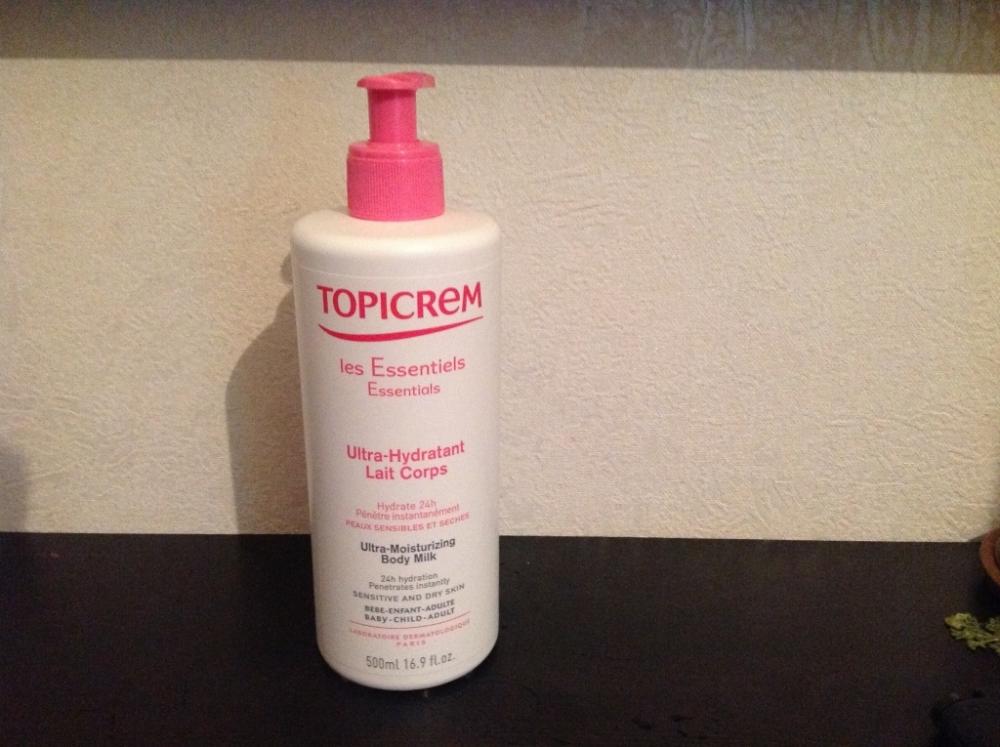 TOPICREM
les Essentiels
Essentials
Ultra-Hydratant
Lait Corps
Hydrate 24h
Pénètre instantanément
PEAUX SENSIBLES ET SECHES
Ultra-Moisturizing
Body Milk
24h hydration
Penetrates instantly
SENSITIVE AND DRY SKIN
BEBE-ENFANT-ADULTE
BABY-CHILD-ADULT
LABORATOIRE DERMATOLOGIQUE
PARIS
500ml 16.9 fl.oz.